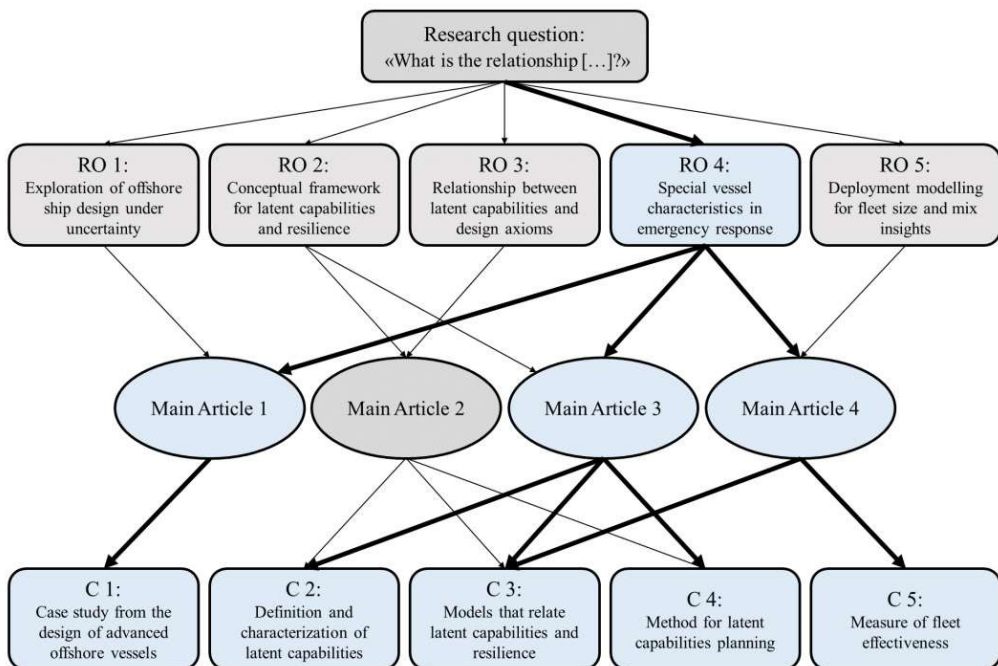 Research question:
«What is the relationship […]?»
RO 1:
Exploration of offshore
ship design under
uncertainty
RO 2:
Conceptual framework
for latent capabilities
and resilience
RO 3:
Relationship between
latent capabilities and
design axioms
RO 4:
Special vessel
characteristics in
emergency response
RO 5:
Deployment modelling
for fleet size and mix
insights
Main Article 1
Main Article 2
Main Article 3
Main Article 4
C 1:
Case study from the
design of advanced
offshore vessels
C 2:
Definition and
characterization of
latent capabilities
C 3:
Models that relate
latent capabilities and
resilience
C 4:
Method for latent
capabilities planning
C 5:
Measure of fleet
effectiveness